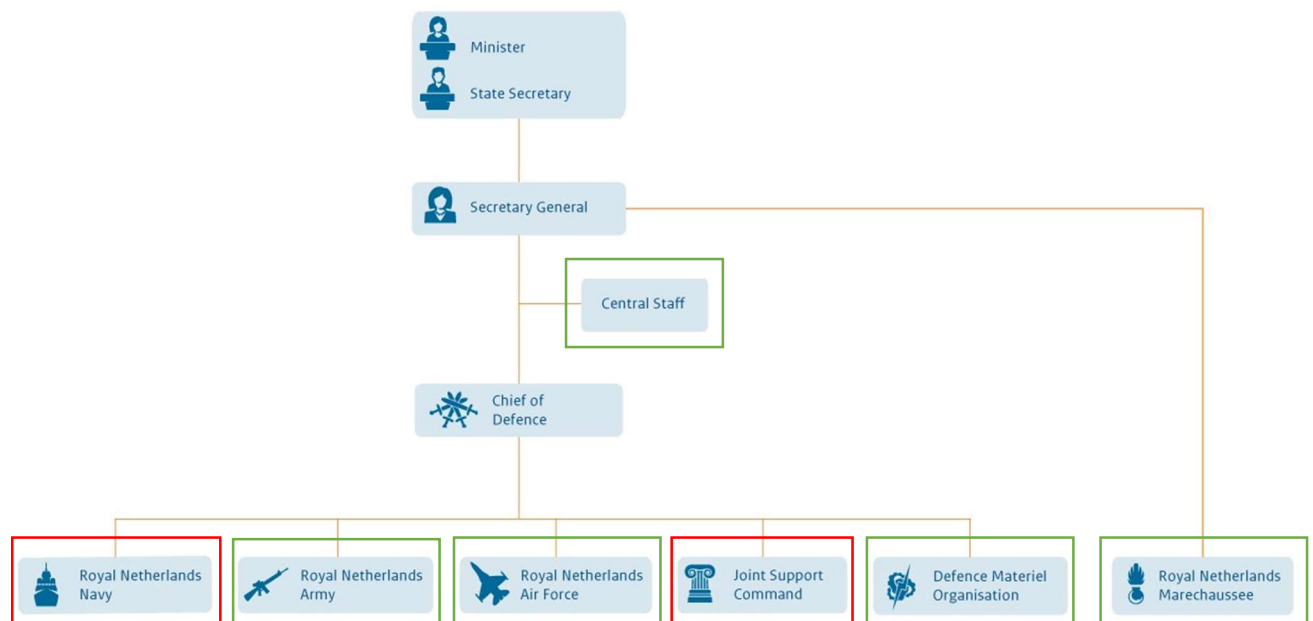 Minister
State Secretary
Secretary General
Central Staff
Chief of
Defence
Royal Netherlands
Navy
Royal Netherlands
Army
Royal Netherlands
Air Force
Joint Support
Command
Defence Materiel
Organisation
Royal Netherlands
Marechaussee